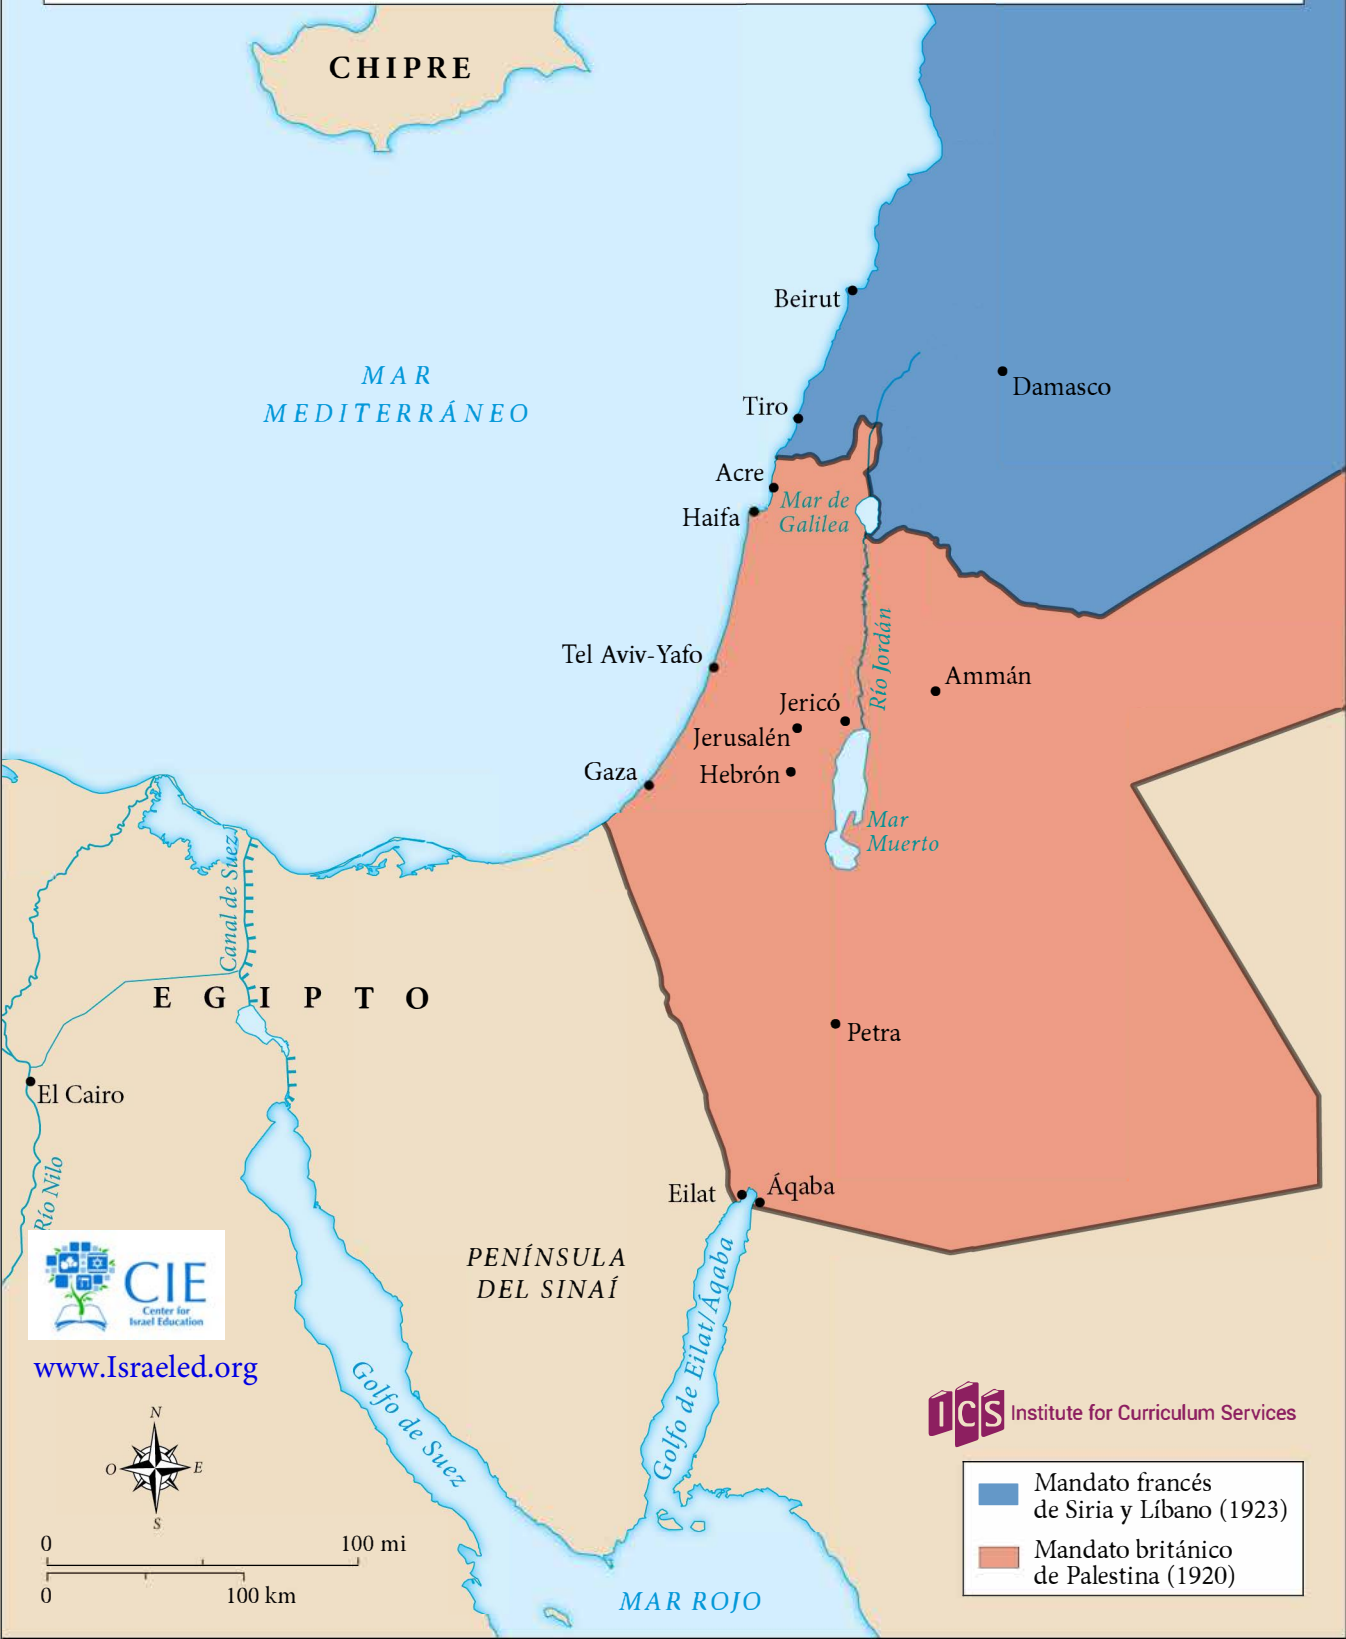 CHIPRE
Beirut
MAR
MEDITERRÁNEO
Damasco
Tiro
Acre
Mar de
Galilea
Haifa
Río Jordán
Tel Aviv-Yafo
Ammán
Jericó
Jerusalén
Gaza
Hebrón
Mar
Muerto
Canal de Suez
EGIPTO
Petra
El Cairo
Río Nilo
Eilat
Áqaba
PENÍNSULA
DEL SINAÍ
CIE
Center for
Israel Education
www.Israeled.org
Golfo de Suez
Golfo de Eilat/Áqaba
ICS Institute for Curriculum Services
N
O E
S
Mandato francés
de Siria y Líbano (1923)
Mandato británico
de Palestina (1920)
0 100 mi
0 100 km
MAR ROJO